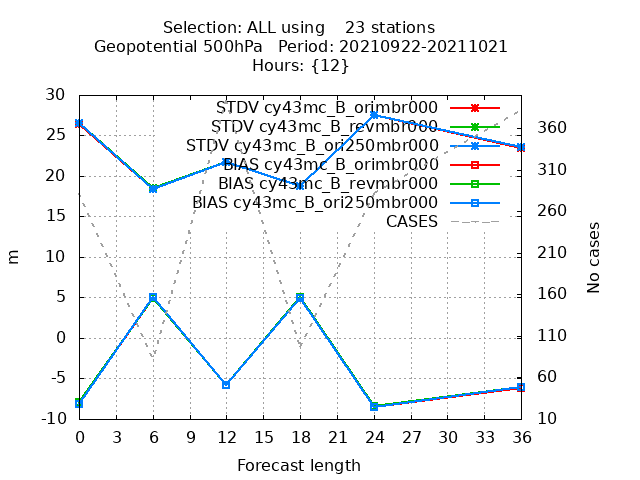 Selection: ALL using    23 stations
Geopotential 500hPa   Period: 20210922-20211021
Hours: {12}
STDV cy43mc_B_orimbr000
STDV cy43mc_B_revmbr000
STDV cy43mc_B_ori250mbr000
BIAS cy43mc_B_orimbr000
BIAS cy43mc_B_revmbr000
BIAS cy43mc_B_ori250mbr000
CASES
30
25
20
15
10
5
0
-5
-10
m
360
310
260
210
160
110
60
10
No cases
0 3 6 9 12 15 18 21 24 27 30 33 36
Forecast length